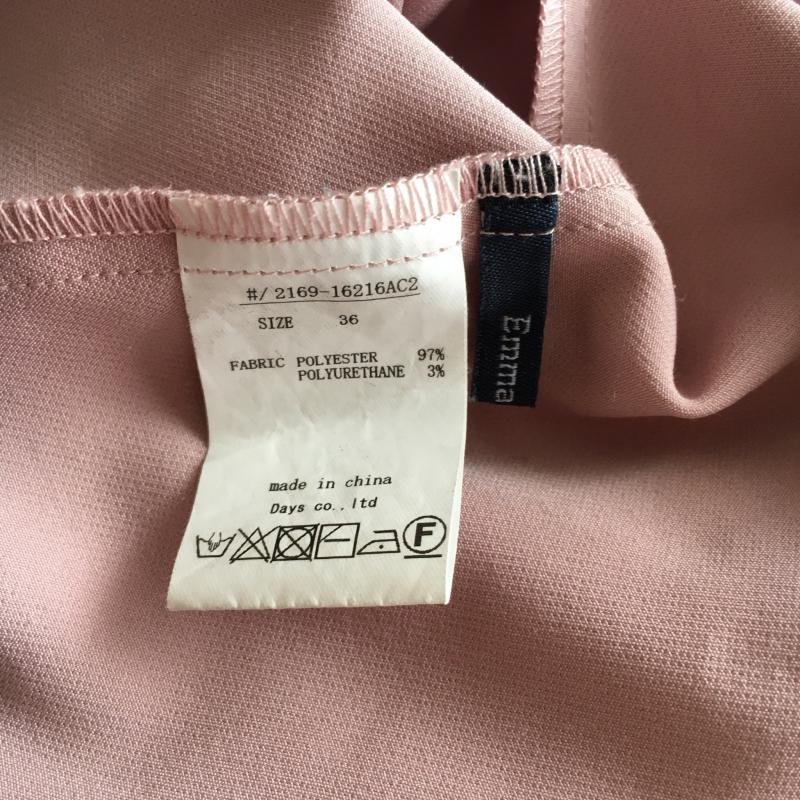 #/ 2169-16216AC2
SIZE 36
FABRIC POLYESTER 97%
POLYURETHANE 3%
made in china
Days co.,ltd
F
Emma